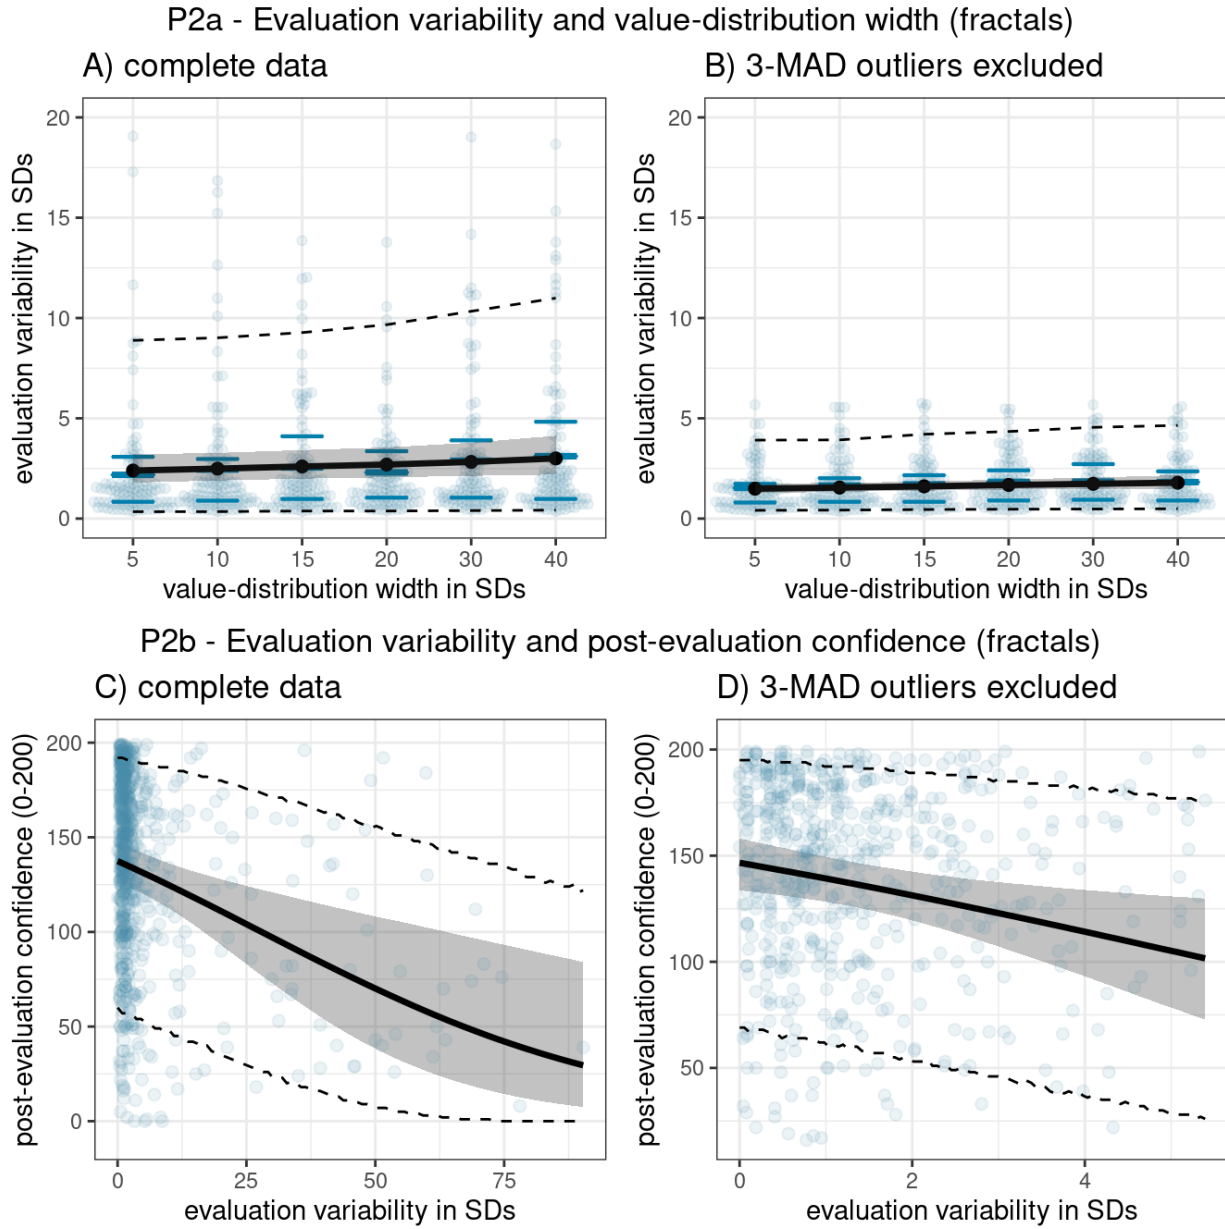 P2a - Evaluation variability and value-distribution width (fractals)
A) complete data
B) 3-MAD outliers excluded
evaluation variability in SDs
20
15
10
5
0
5 10 15 20 30 40
value-distribution width in SDs
evaluation variability in SDs
20
15
10
5
0
5 10 15 20 30 40
value-distribution width in SDs
P2b - Evaluation variability and post-evaluation confidence (fractals)
C) complete data
D) 3-MAD outliers excluded
post-evaluation confidence (0-200)
200
150
100
50
0
0 25 50 75
evaluation variability in SDs
post-evaluation confidence (0-200)
200
150
100
50
0 2 4
evaluation variability in SDs